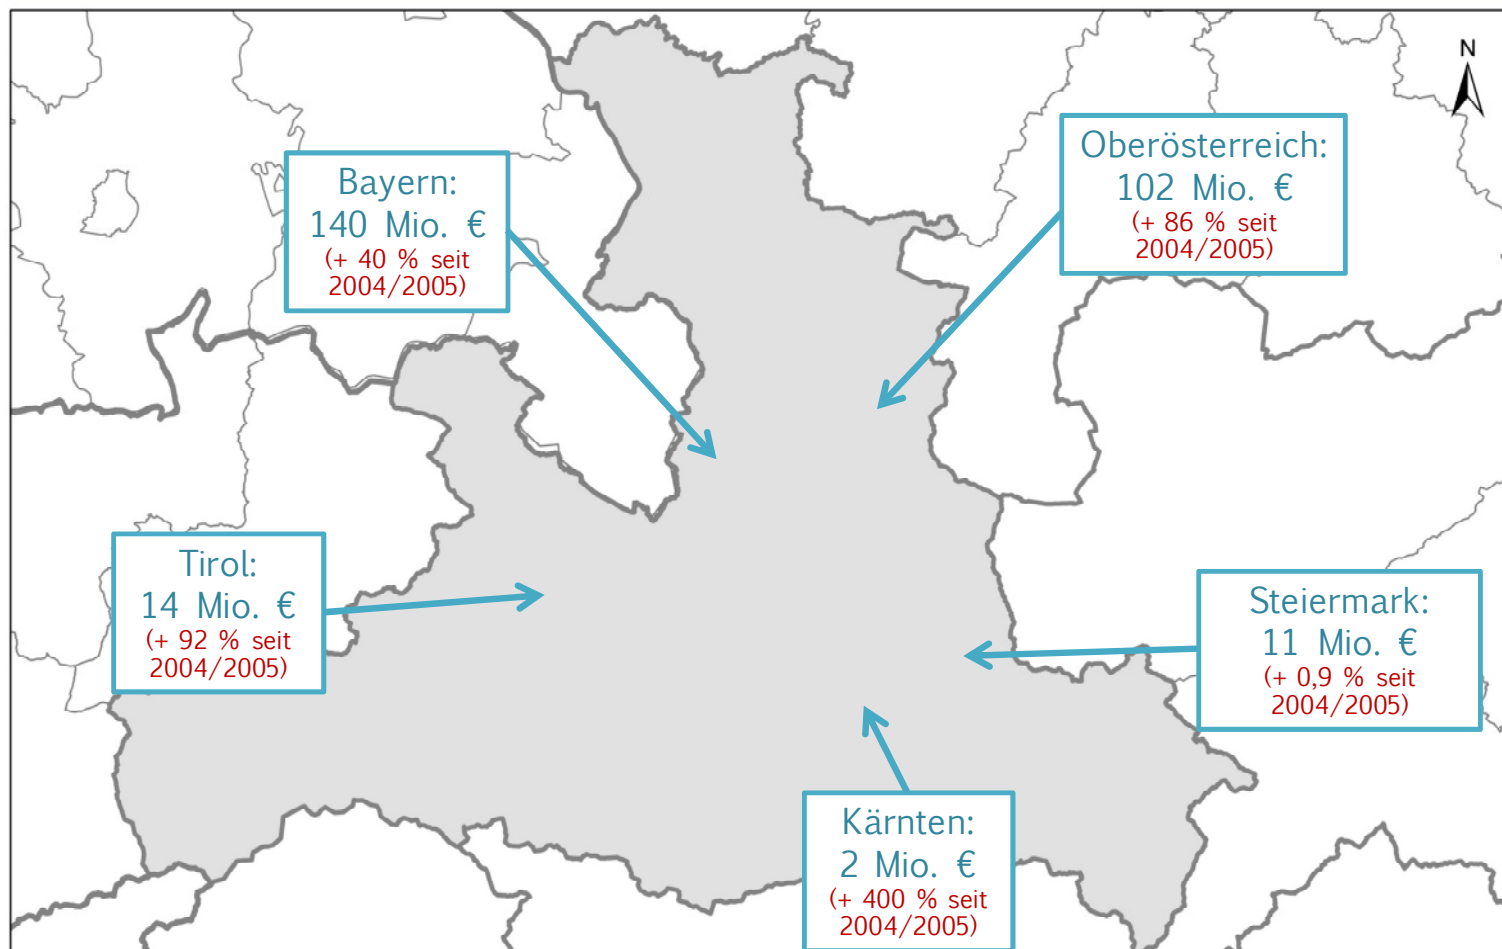 N
Bayern:
140 Mio. €
(+ 40 % seit
2004/2005)
Oberösterreich:
102 Mio. €
(+ 86 % seit
2004/2005)
Tirol:
14 Mio. €
(+ 92 % seit
2004/2005)
Steiermark:
11 Mio. €
(+ 0,9 % seit
2004/2005)
Kärnten:
2 Mio. €
(+ 400 % seit
2004/2005)